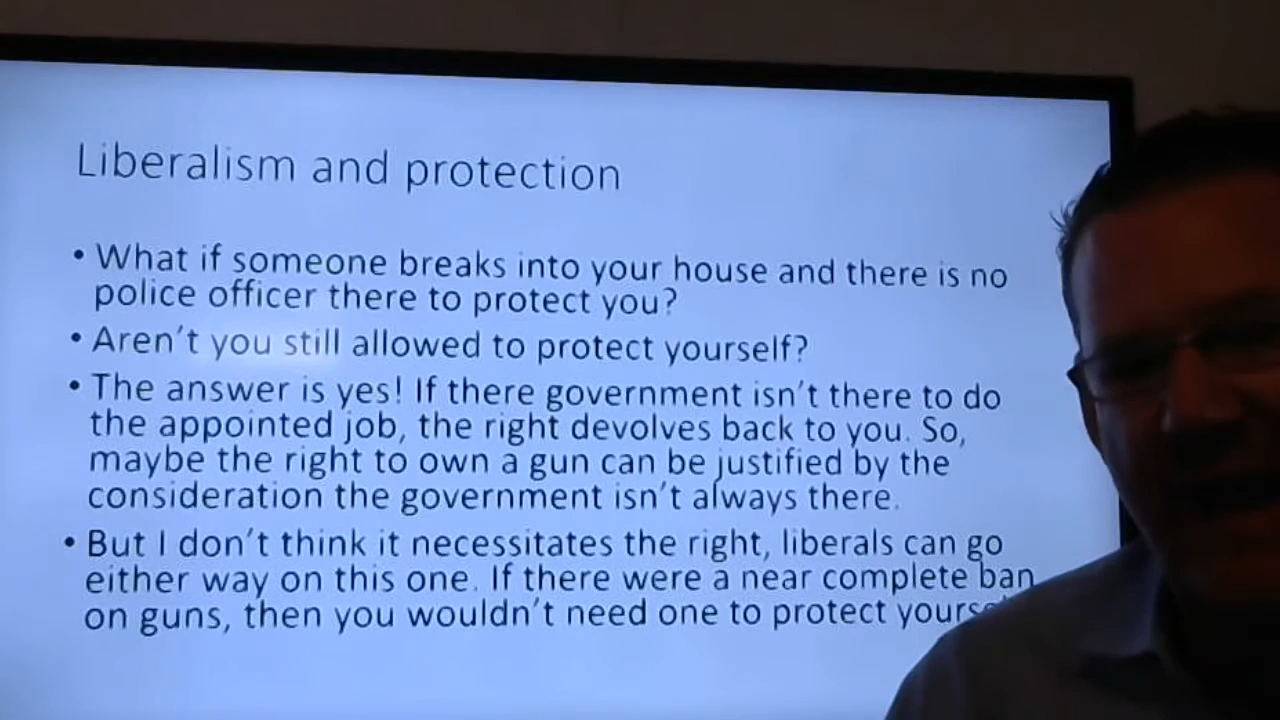 Liberalism and protection
• What if someone breaks into your house and there is no
police officer there to protect you?
• Aren't you still allowed to protect yourself?
• The answer is yes! If there government isn't there to do
the appointed job, the right devolves back to you. So,
maybe the right to own a gun can be justified by the
consideration the government isn't always there.
• But I don't think it necessitates the right, liberals can go
either way on this one. If there were a near complete ban
on guns, then you wouldn't need one to protect